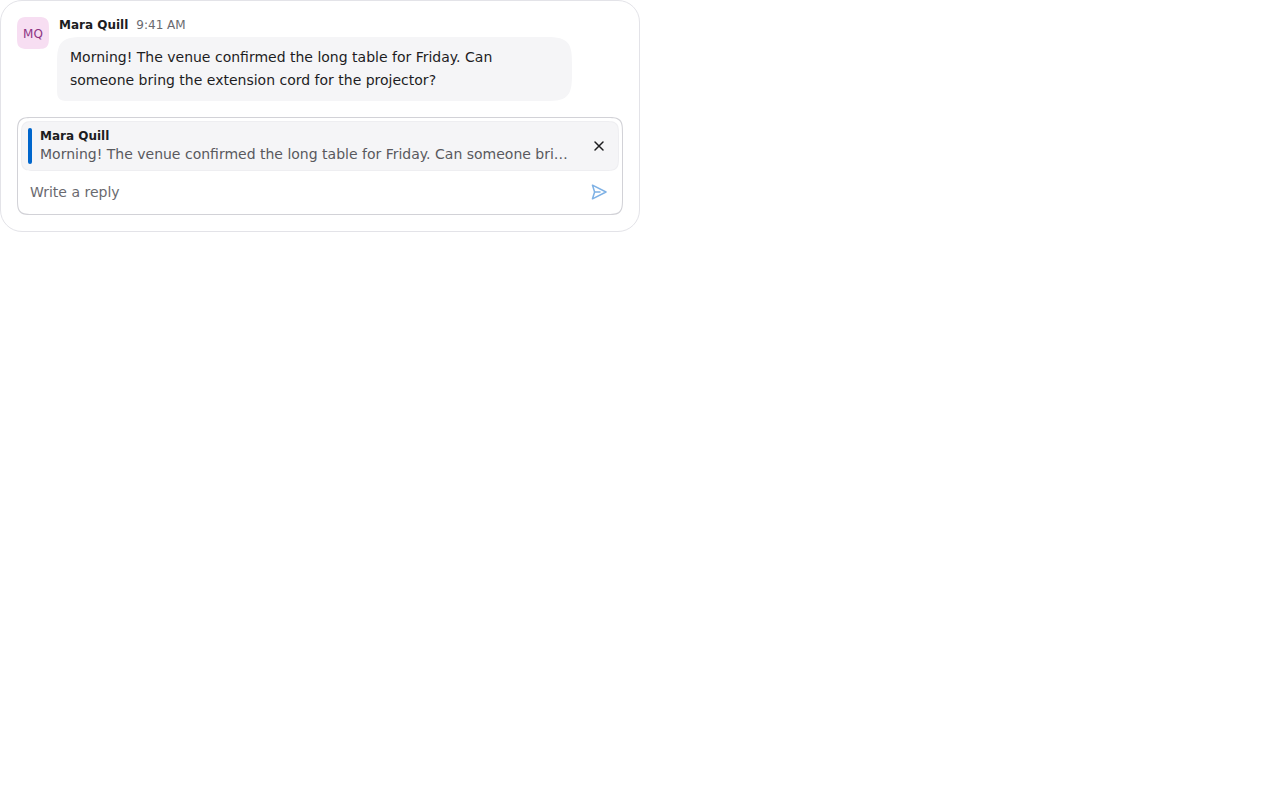 MQ
Mara Quill 9:41 AM
Morning! The venue confirmed the long table for Friday. Can
someone bring the extension cord for the projector?
Mara Quill
Morning! The venue confirmed the long table for Friday. Can someone bri…
Write a reply